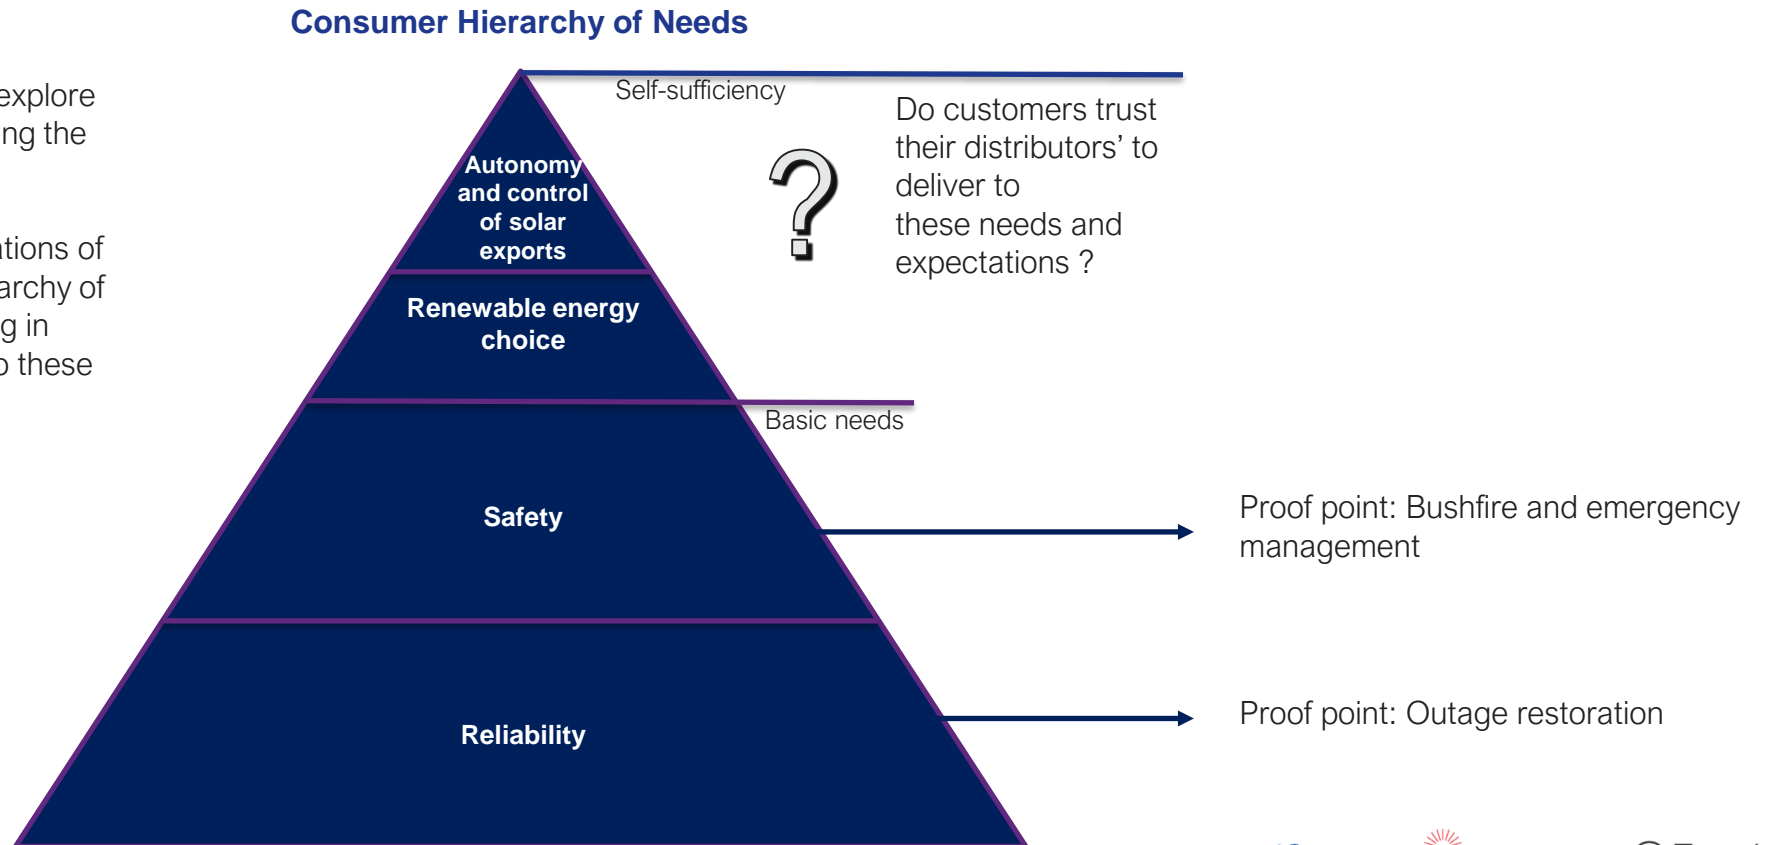 Consumer Hierarchy of Needs
explore
ing the
ations of
archy of
g in
o these
Self-sufficiency
Autonomy
and control
of solar
exports
?
Do customers trust
their distributors’ to
deliver to
these needs and
expectations ?
Renewable energy
choice
Basic needs
Safety
Proof point: Bushfire and emergency
management
Reliability
Proof point: Outage restoration